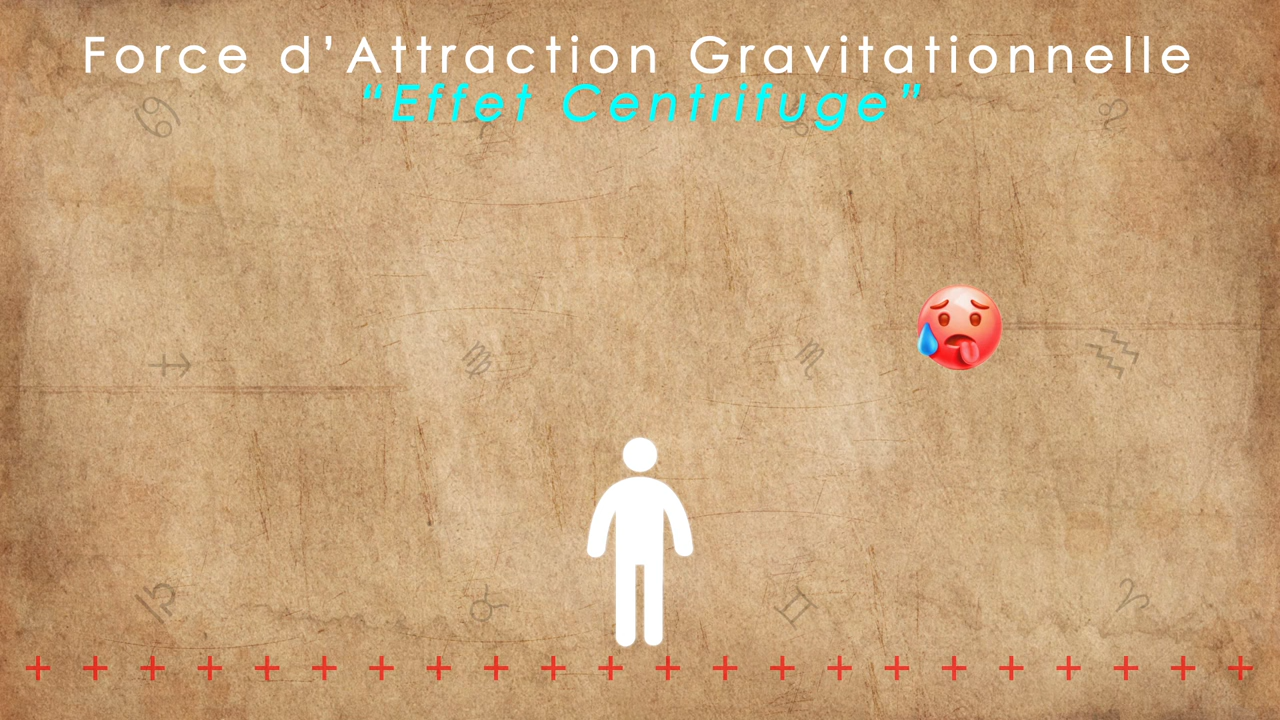 Force d’Attraction Gravitationnelle
“Effet Centrifuge”
+ + + + + + + + + + + + + + + + + + + + + +